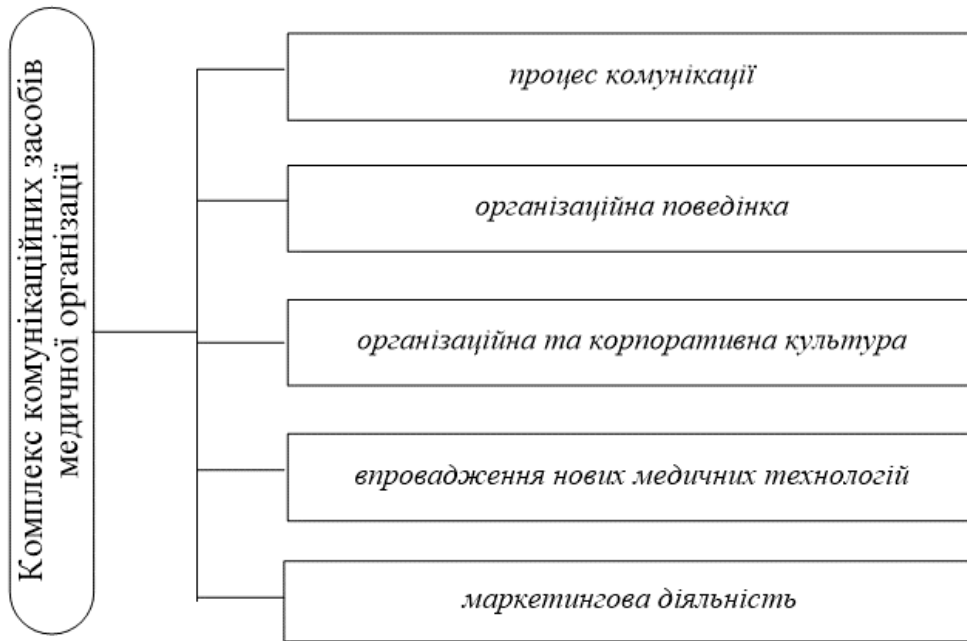 Комплекс комунікаційних засобів
медичної організації
процес комунікації
організаційна поведінка
організаційна та корпоративна культура
впровадження нових медичних технологій
маркетингова діяльність